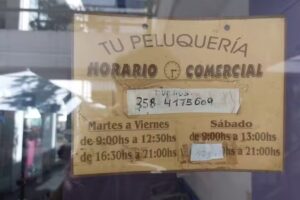 TU PELUQUERÍA
HORARIO COMERCIAL
TURNOS:
358-4175609
Martes a Viernes
de 9:00hs a 12:30hs
de 16:30hs a 21:00hs
Sábado
de 9:00hs a 13:00hs
a 21:00hs